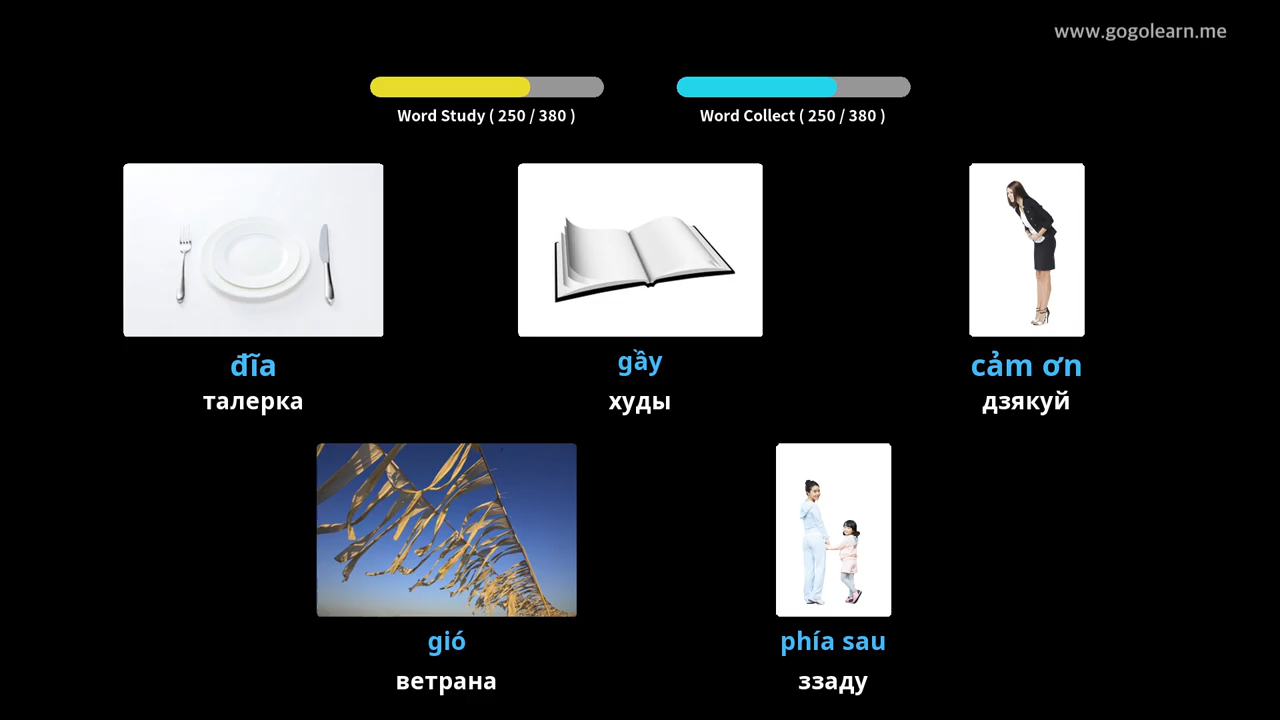 www.gogolearn.me
Word Study ( 250 / 380 )
Word Collect ( 250 / 380 )
đĩa
талерка
gầy
худы
cảm ơn
дзякуй
gió
ветрана
phía sau
ззаду